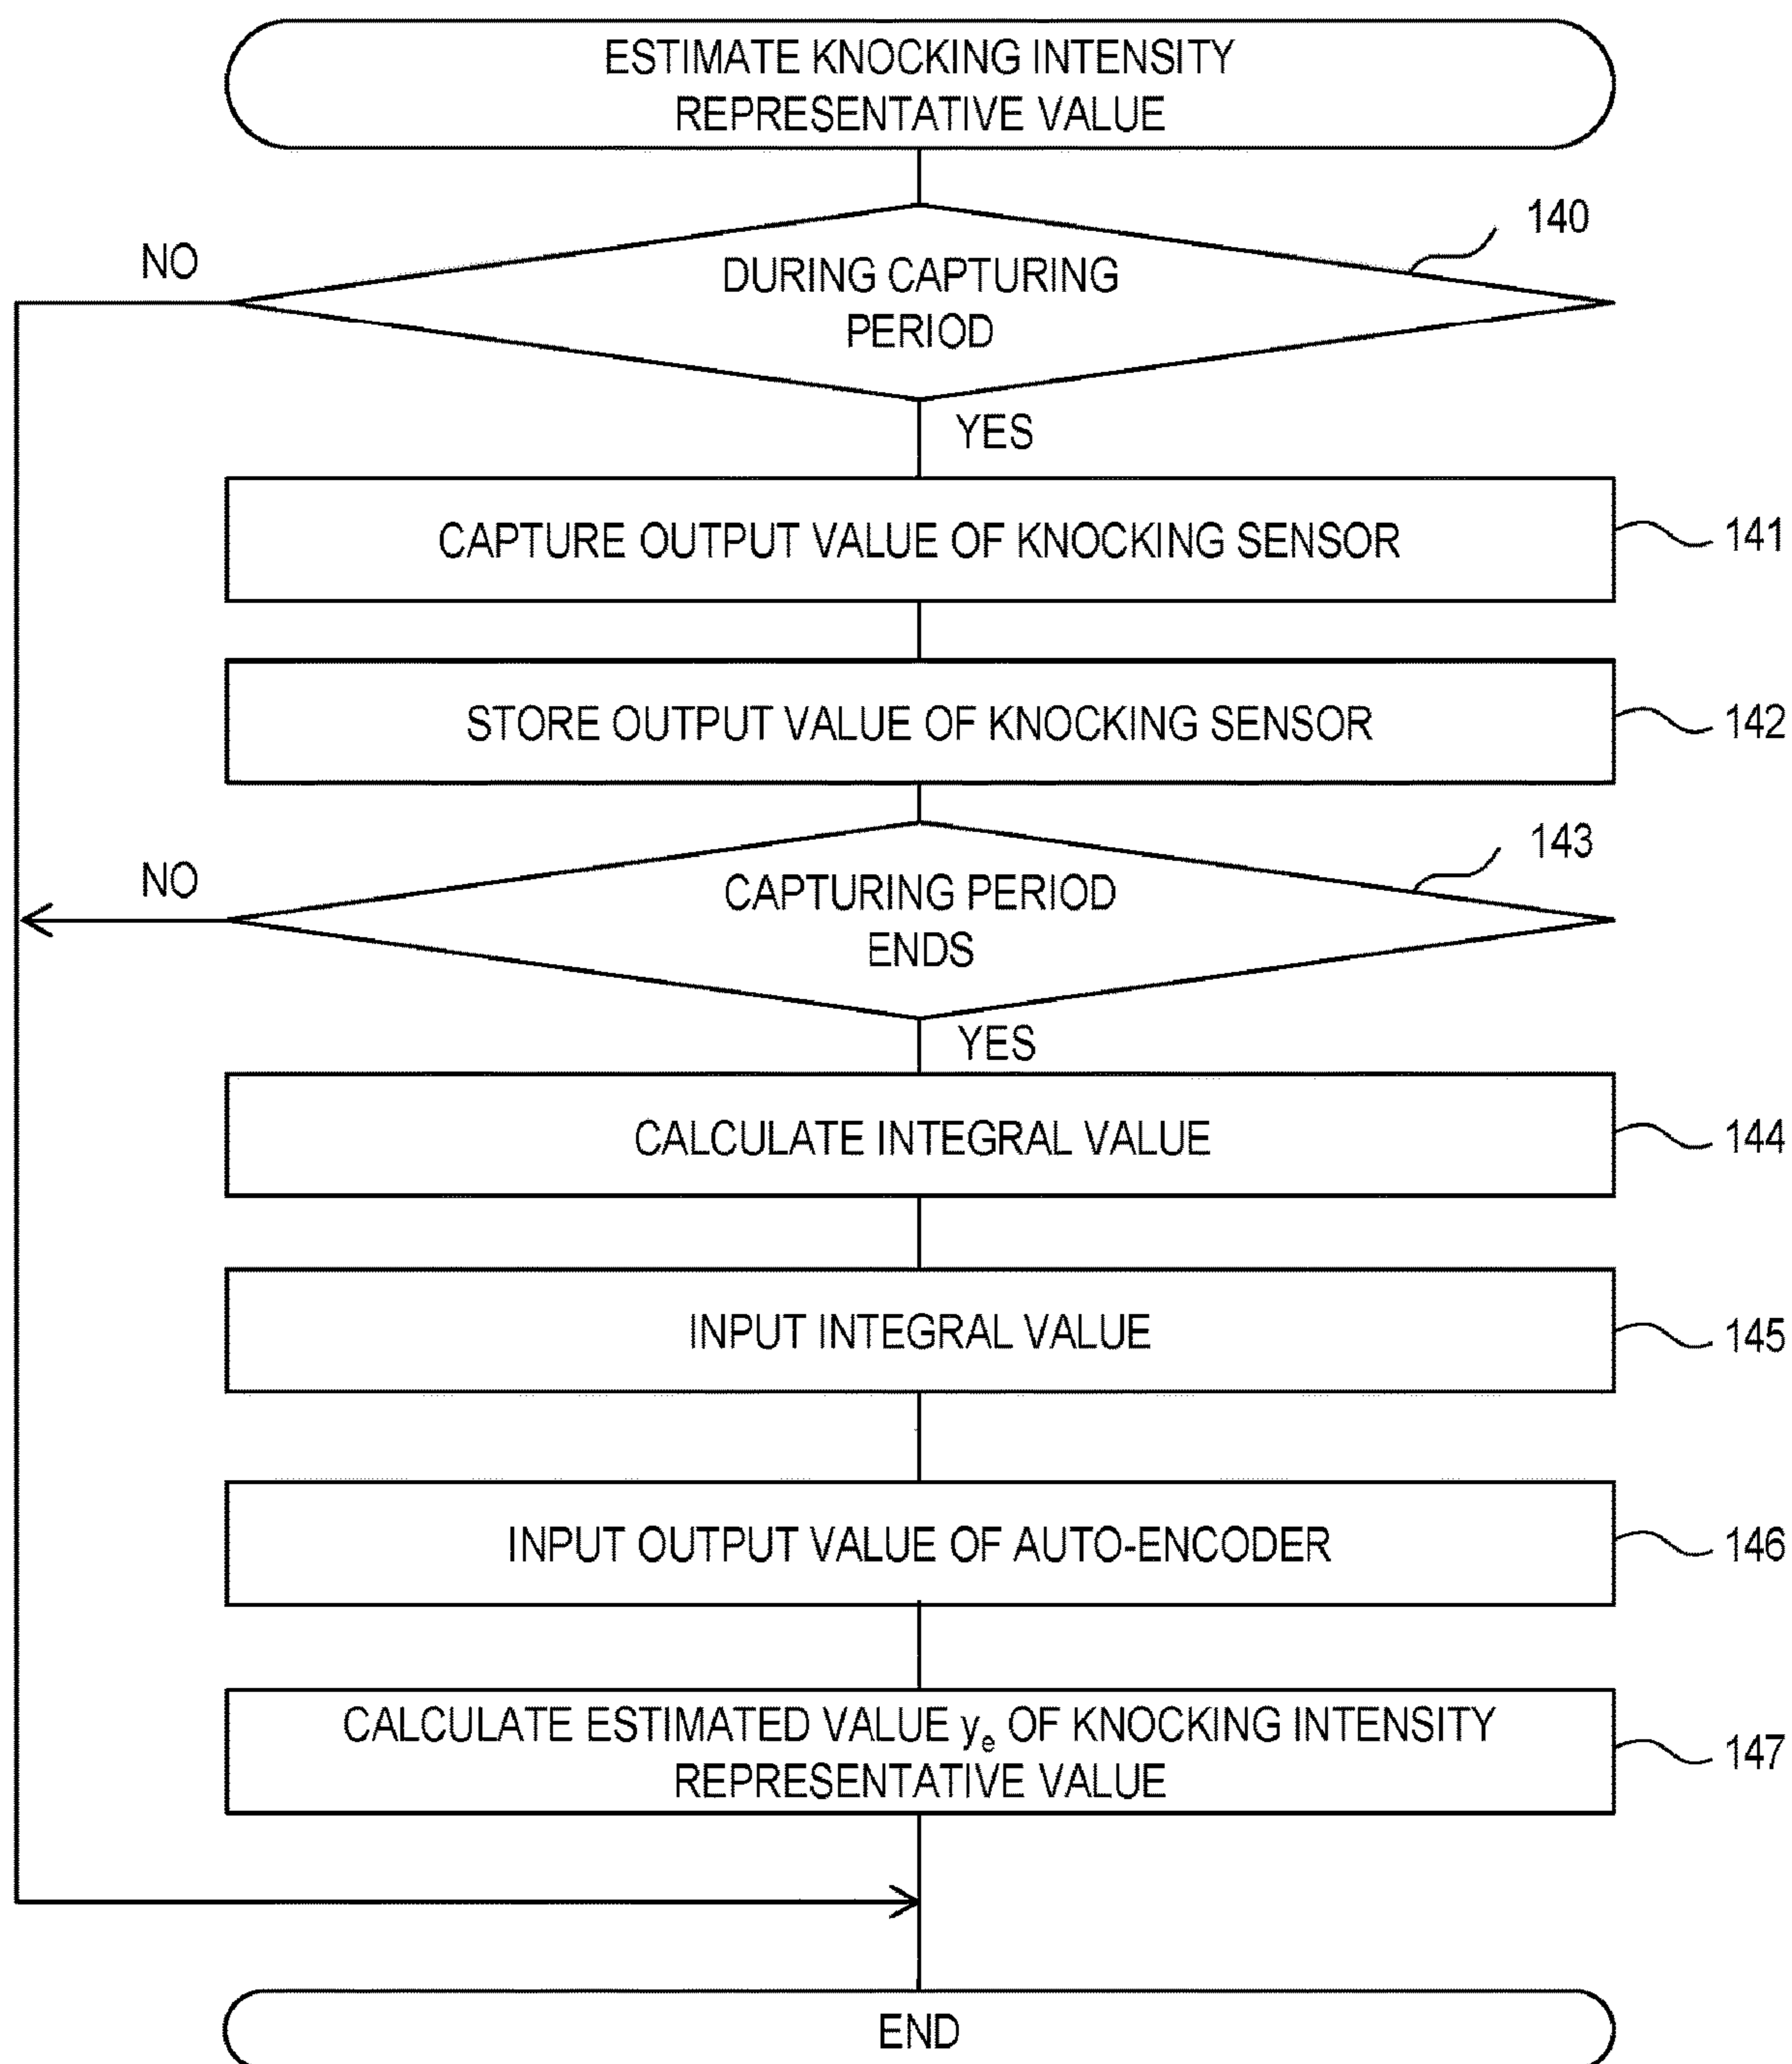 ESTIMATE KNOCKING INTENSITY
REPRESENTATIVE VALUE
140
NO
DURING CAPTURING
PERIOD
YES
CAPTURE OUTPUT VALUE OF KNOCKING SENSOR
141
STORE OUTPUT VALUE OF KNOCKING SENSOR
142
143
NO
CAPTURING PERIOD
ENDS
YES
CALCULATE INTEGRAL VALUE
144
INPUT INTEGRAL VALUE
145
INPUT OUTPUT VALUE OF AUTO-ENCODER
146
CALCULATE ESTIMATED VALUE yₑ OF KNOCKING INTENSITY
REPRESENTATIVE VALUE
147
END